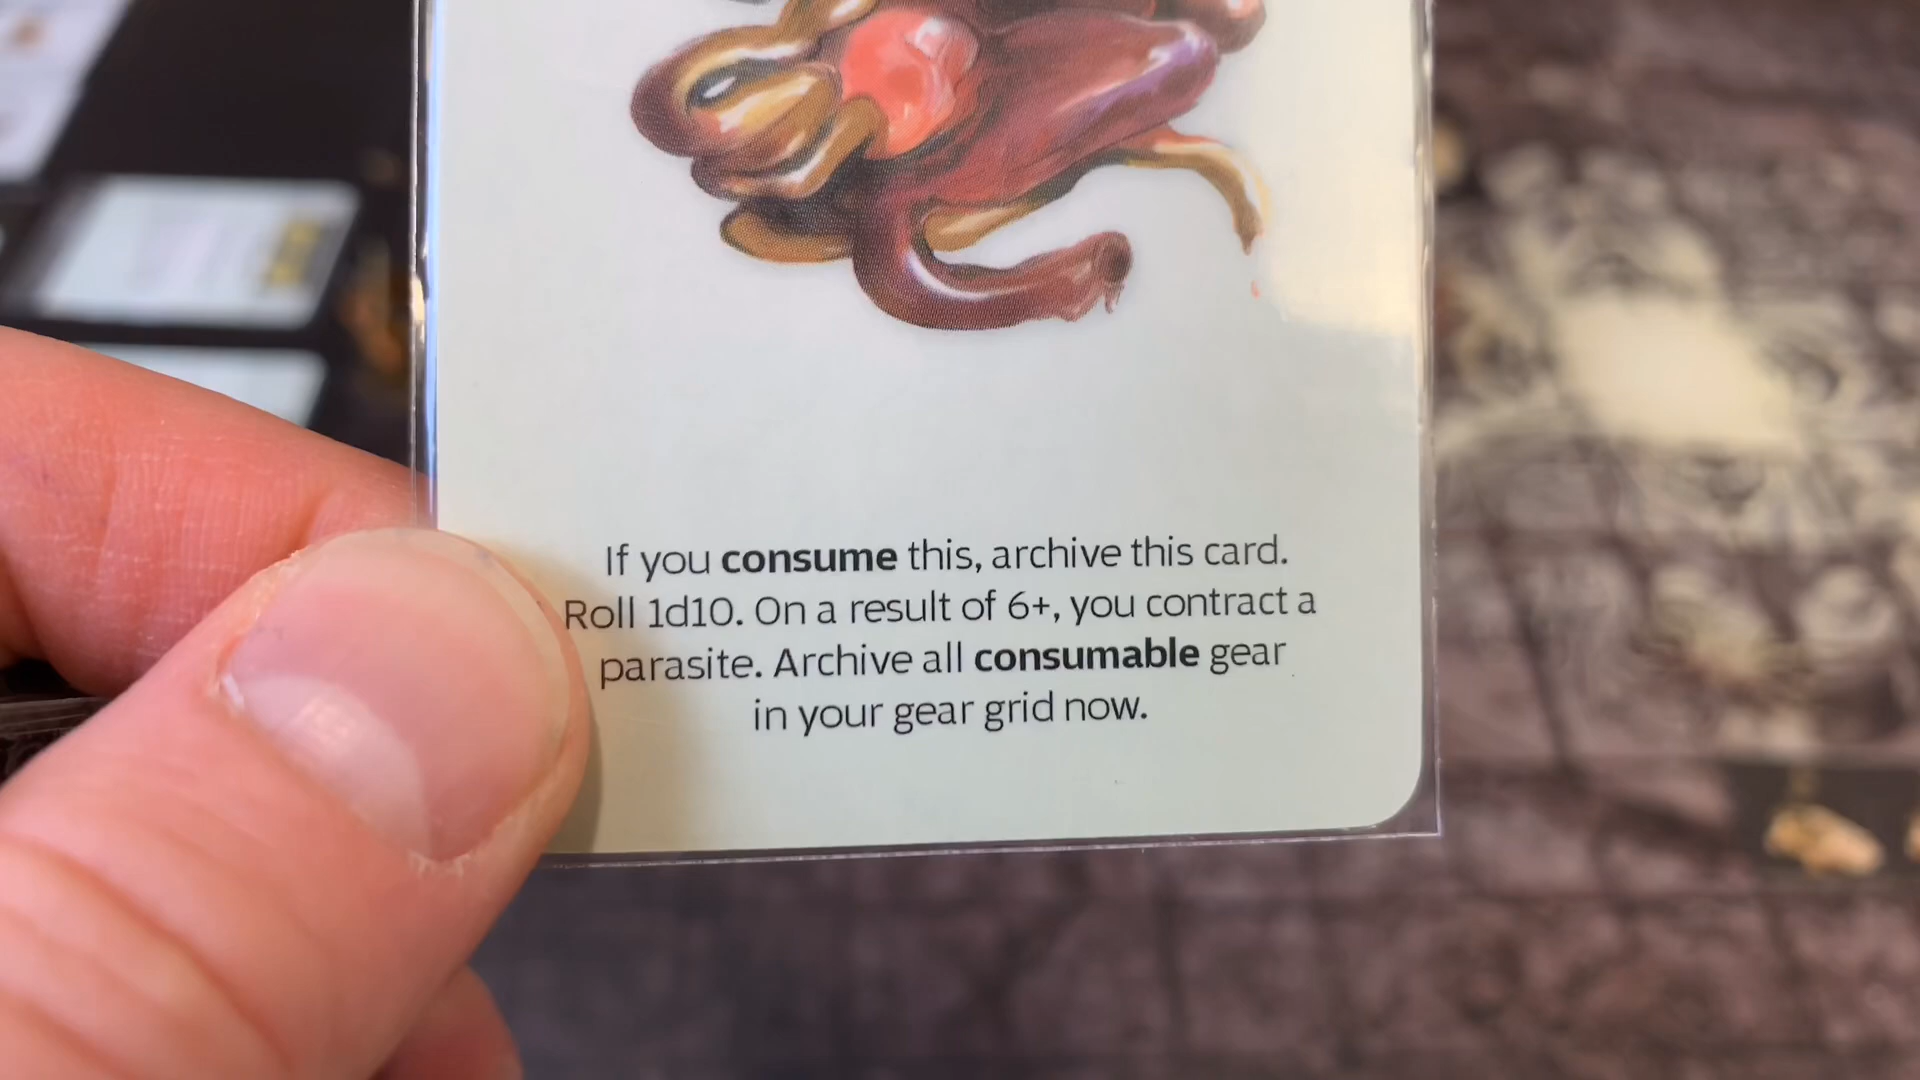 If you consume this, archive this card.
Roll 1d10. On a result of 6+, you contract a
parasite. Archive all consumable gear
in your gear grid now.